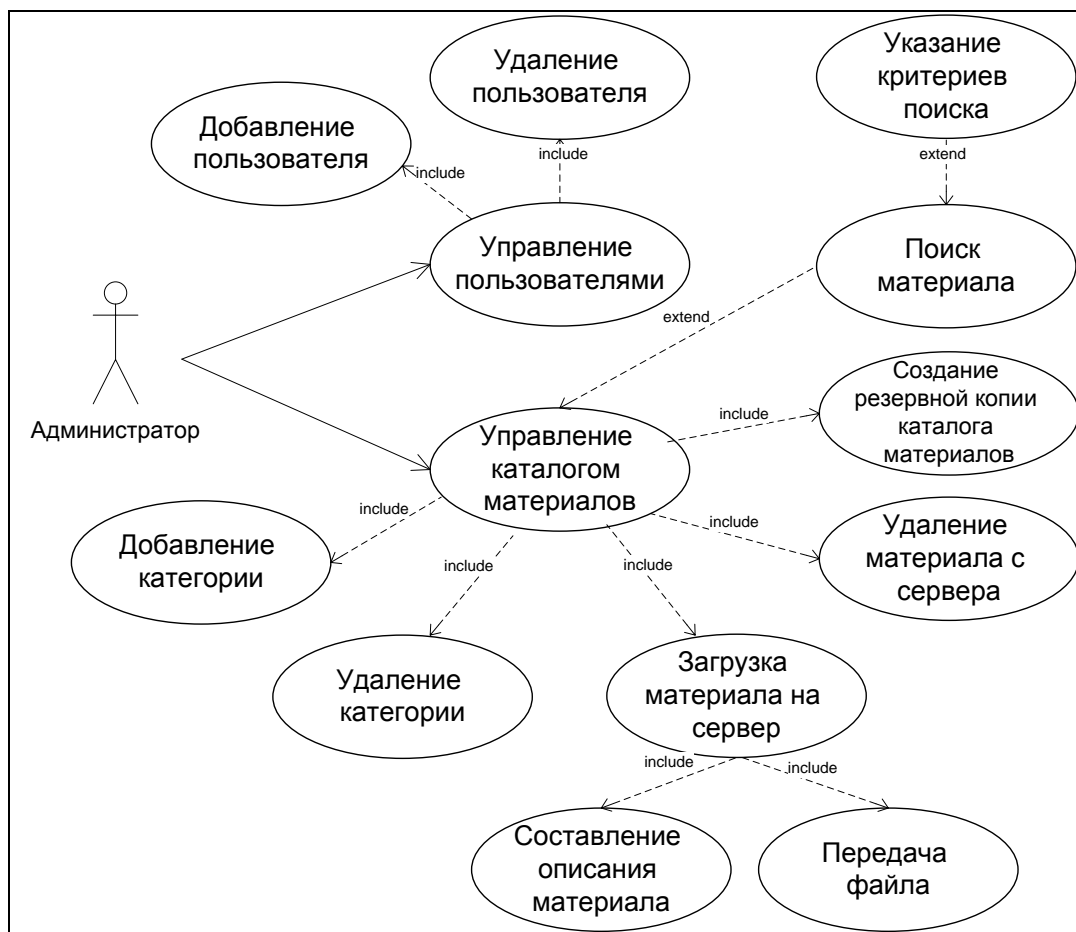 Удаление
пользователя
Указание
критериев
поиска
Добавление
пользователя
include
include
extend
Управление
пользователями
Поиск
материала
extend
Администратор
Создание
резервной копии
каталога
материалов
include
Управление
каталогом
материалов
include
include
Удаление
материала с
сервера
Добавление
категории
include
include
Удаление
категории
Загрузка
материала на
сервер
include
include
Составление
описания
материала
Передача
файла